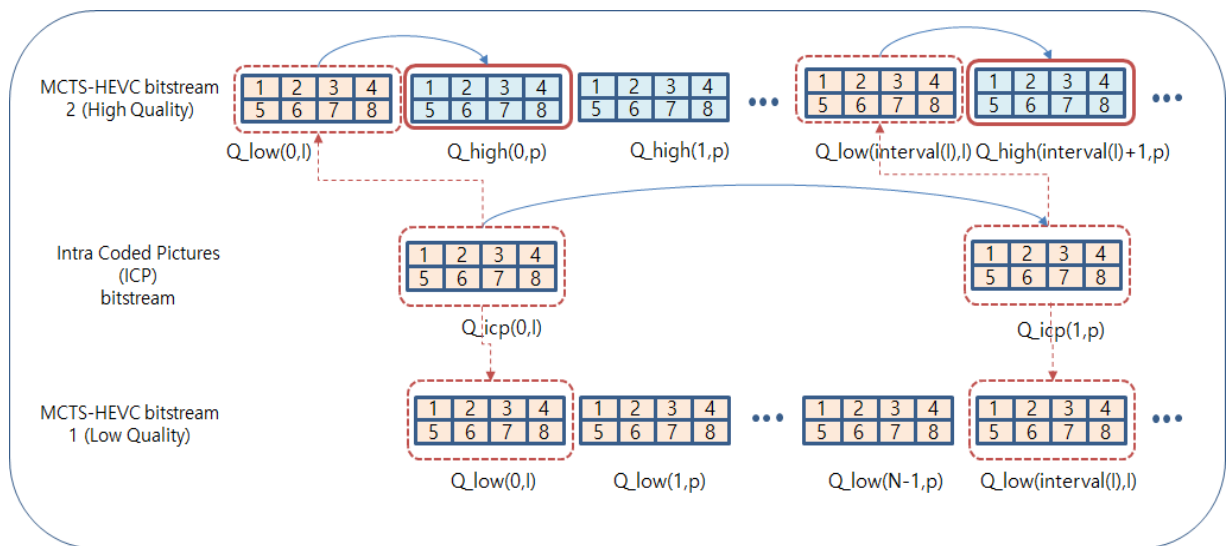 MCTS-HEVC bitstream
2 (High Quality)
1 2 3 4
5 6 7 8
Q_low(0,I)
1 2 3 4
5 6 7 8
Q_high(0,p)
1 2 3 4
5 6 7 8
Q_high(1,p)
•••
1 2 3 4
5 6 7 8
Q_low(interval(I),I)
1 2 3 4
5 6 7 8
Q_high(interval(I)+1,p)
•••
Intra Coded Pictures
(ICP)
bitstream
1 2 3 4
5 6 7 8
Q_icp(0,I)
1 2 3 4
5 6 7 8
Q_icp(1,p)
MCTS-HEVC bitstream
1 (Low Quality)
1 2 3 4
5 6 7 8
Q_low(0,I)
1 2 3 4
5 6 7 8
Q_low(1,p)
•••
1 2 3 4
5 6 7 8
Q_low(N-1,p)
1 2 3 4
5 6 7 8
Q_low(interval(I),I)
•••